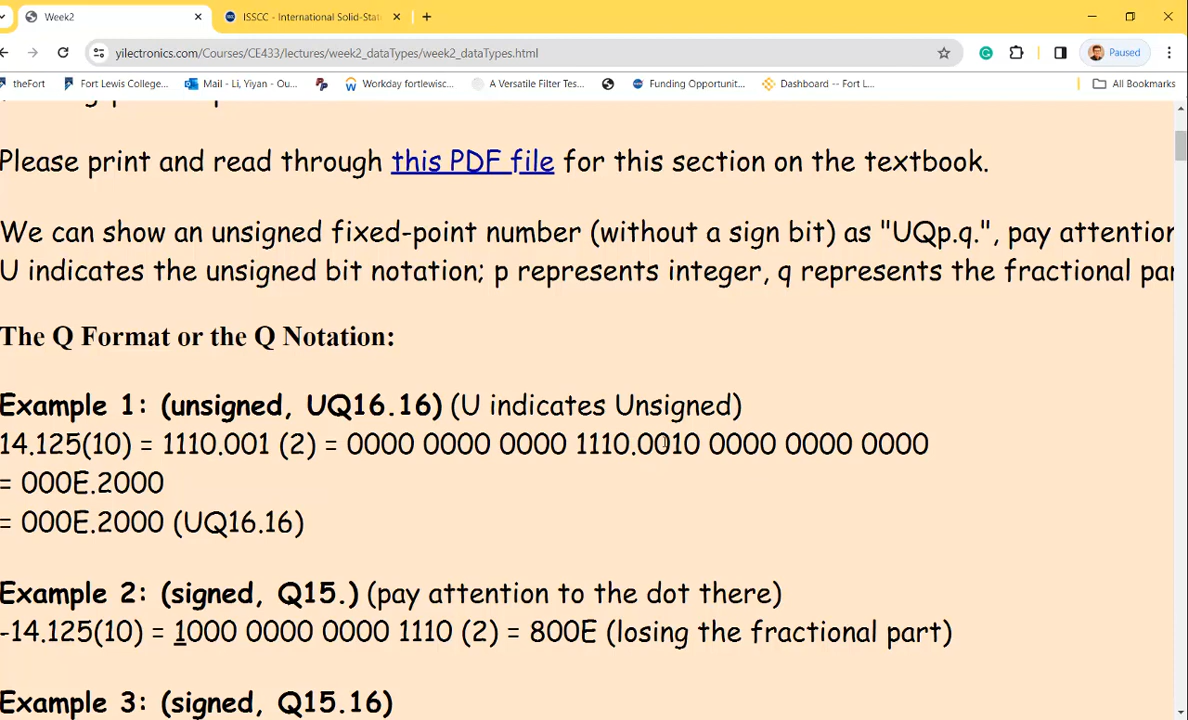 Week2
ISSCC - International Solid-Stat
yilectronics.com/Courses/CE433/lectures/week2_dataTypes/week2_dataTypes.html
Paused
theFort
Fort Lewis College...
Mail - Li, Yiyan - Ou...
Workday fortlewisc...
A Versatile Filter Tes...
Funding Opportunit...
Dashboard -- Fort L...
All Bookmarks
Please print and read through this PDF file for this section on the textbook.
We can show an unsigned fixed-point number (without a sign bit) as "UQp.q.", pay attention
U indicates the unsigned bit notation; p represents integer, q represents the fractional par
The Q Format or the Q Notation:
Example 1: (unsigned, UQ16.16) (U indicates Unsigned)
14.125(10) = 1110.001 (2) = 0000 0000 0000 1110.0010 0000 0000 0000
= 000E.2000
= 000E.2000 (UQ16.16)
Example 2: (signed, Q15.) (pay attention to the dot there)
-14.125(10) = 1000 0000 0000 1110 (2) = 800E (losing the fractional part)
Example 3: (signed, Q15.16)